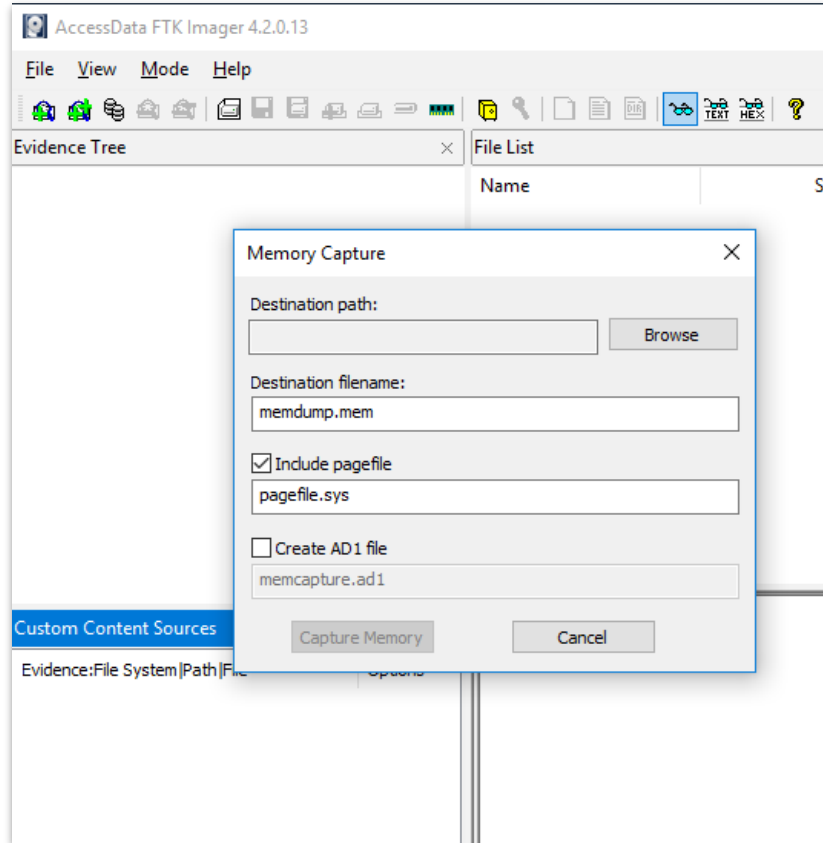 AccessData FTK Imager 4.2.0.13
File View Mode Help
TEXT HEX ?
Evidence Tree
File List
Name
S
Memory Capture
Destination path:
Browse
Destination filename:
memdump.mem
Include pagefile
pagefile.sys
Create AD1 file
memcapture.ad1
Capture Memory
Cancel
Custom Content Sources
Evidence:File System|Path|File
Options